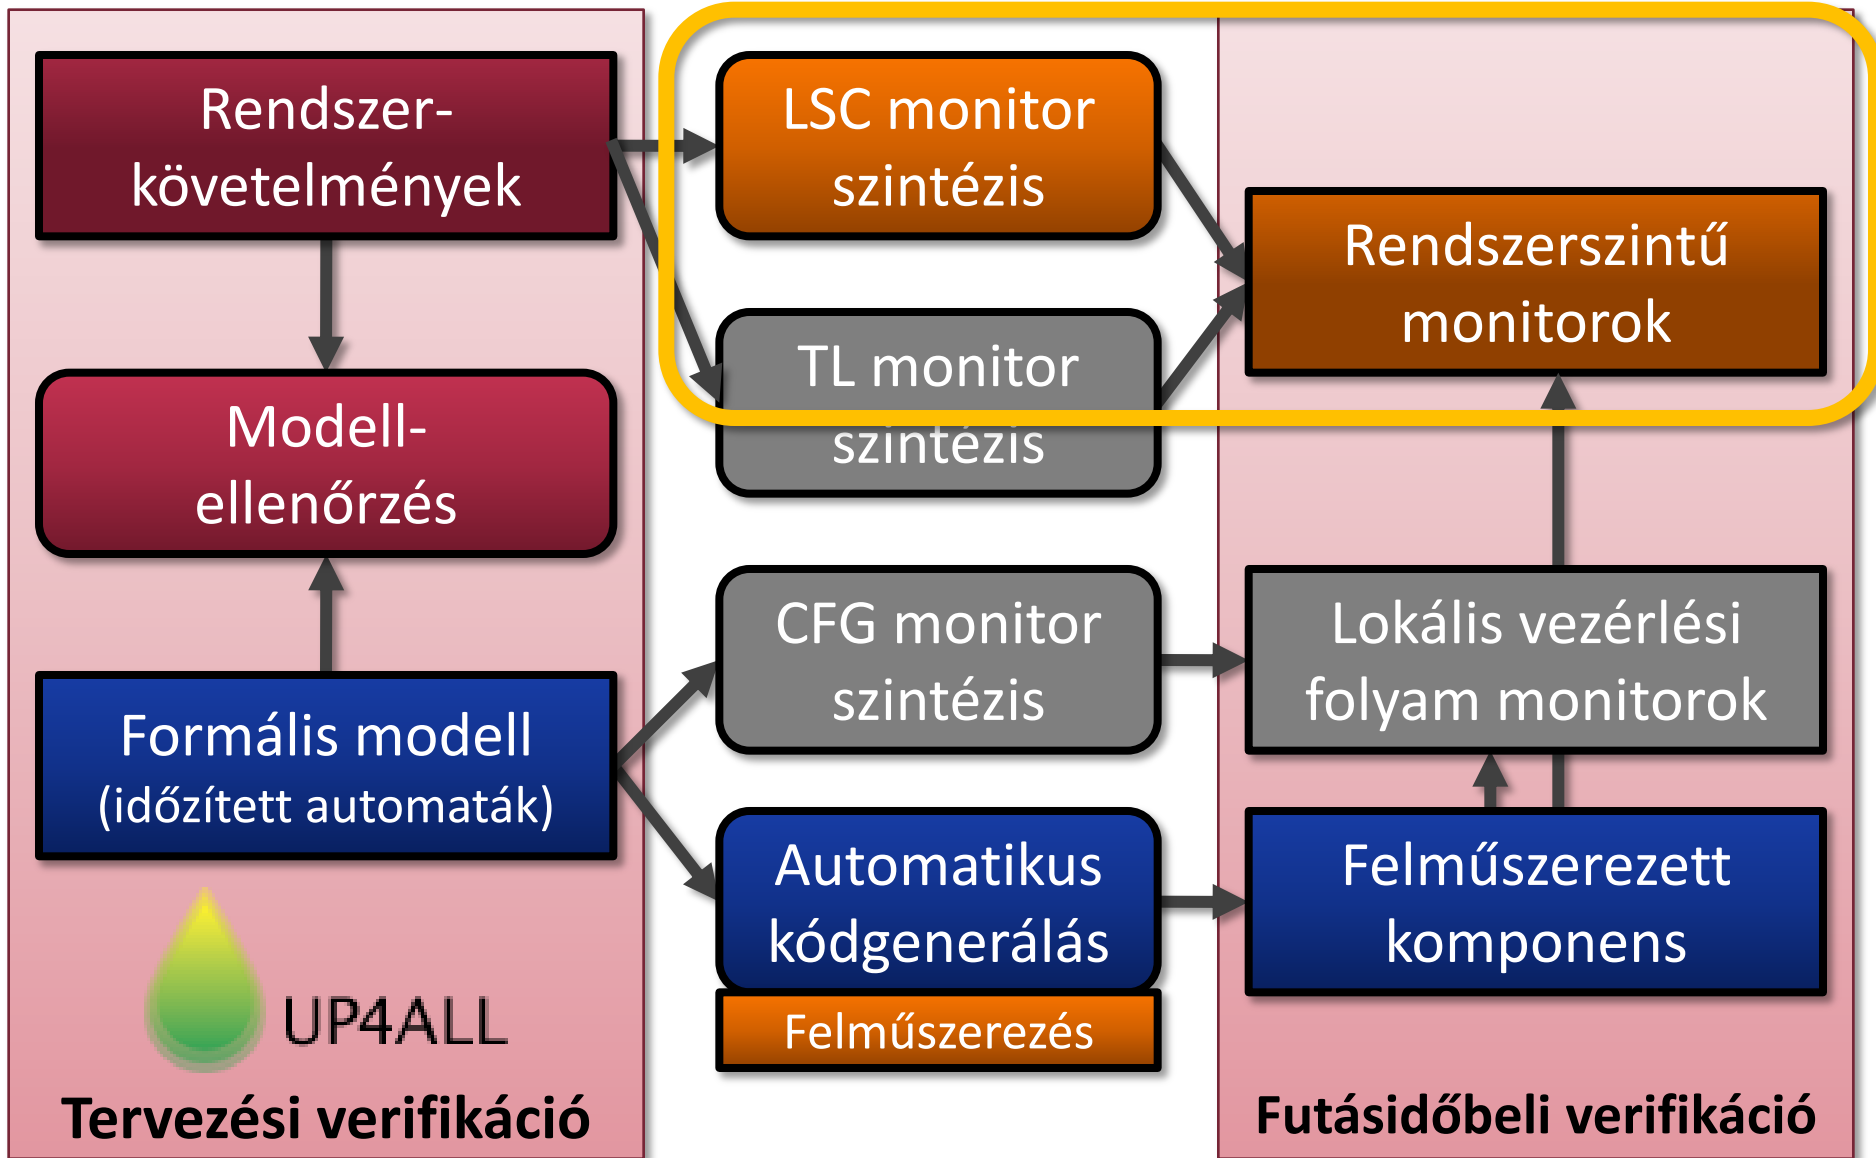 Rendszer-
követelmények
Modell-
ellenőrzés
Formális modell
(időzített automaták)
UP4ALL
Tervezési verifikáció
LSC monitor
szintézis
TL monitor
szintézis
CFG monitor
szintézis
Automatikus
kódgenerálás
Felműszerezés
Rendszerszintű
monitorok
Lokális vezérlési
folyam monitorok
Felműszerezett
komponens
Futásidőbeli verifikáció